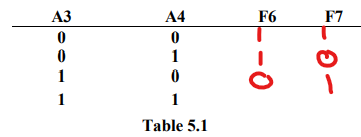 A3 A4 F6 F7
0 0 1 1
0 1 1 0
1 0 0 1
1 1
Table 5.1